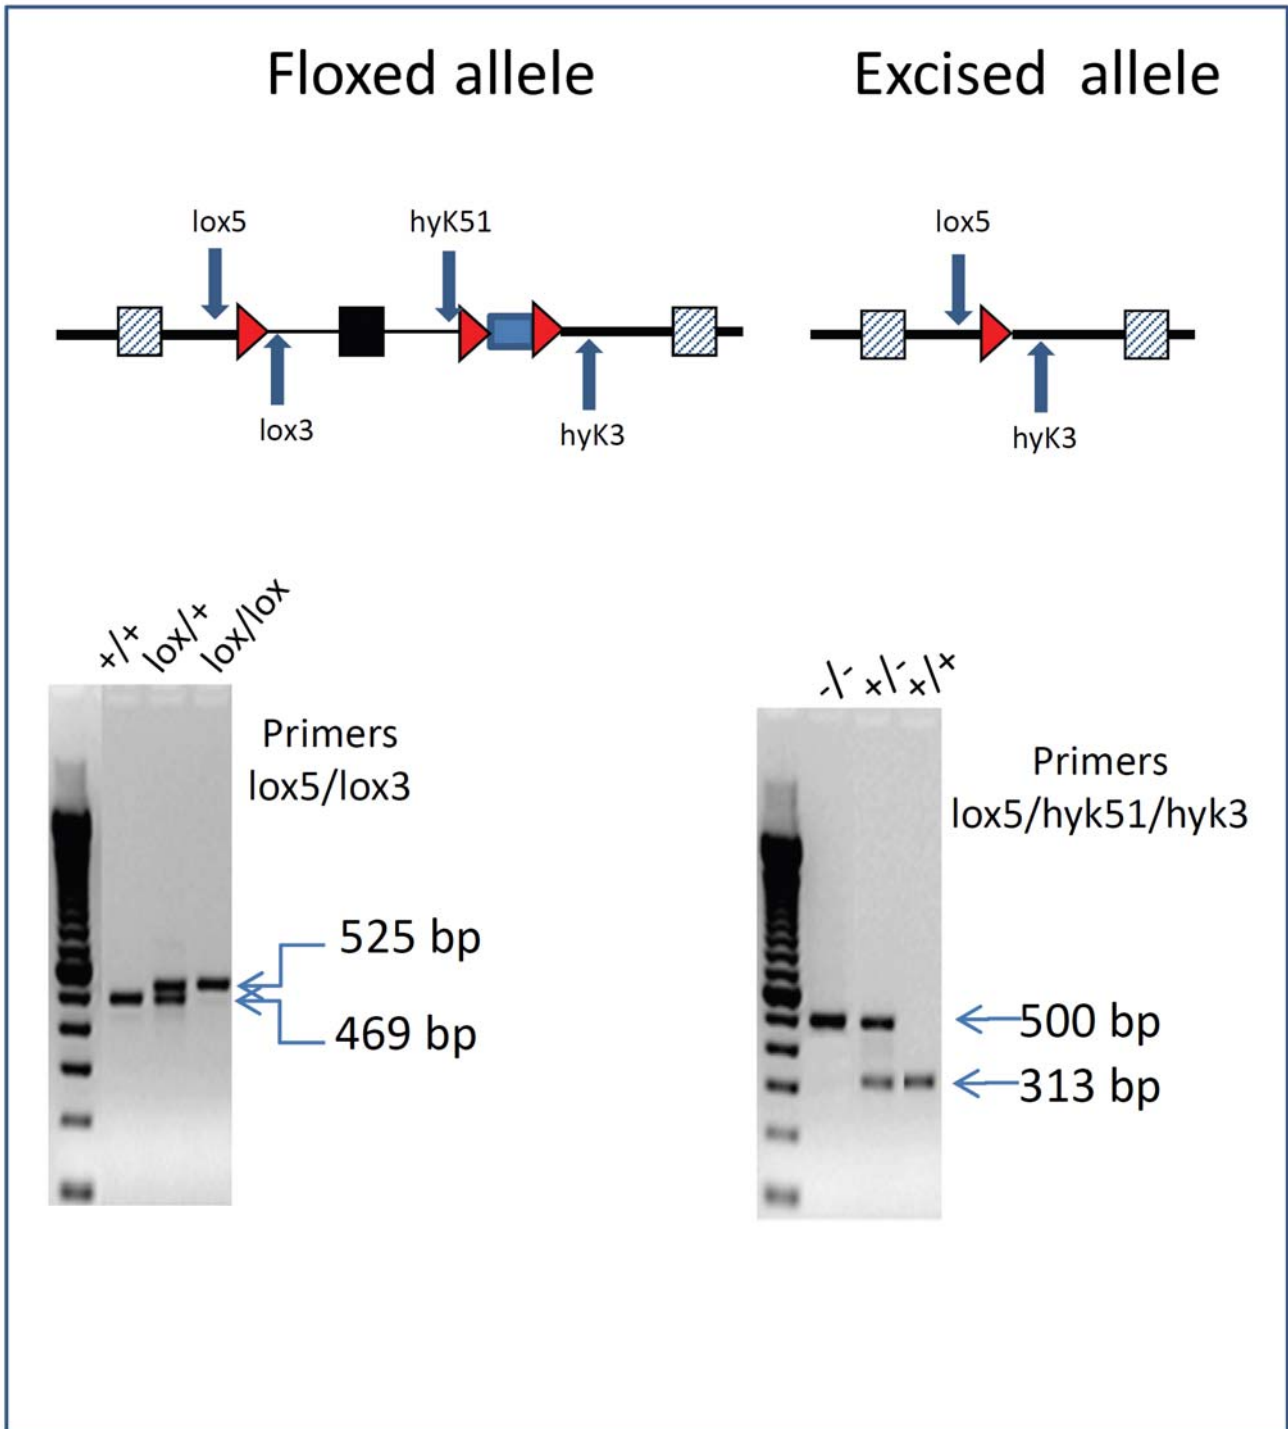 Floxed allele
Excised  allele
lox5
hyK51
lox3
hyK3
lox5
hyK3
+/+
lox/+
lox/lox
Primers
lox5/lox3
525 bp
469 bp
-/-
+/-
+/+
Primers
lox5/hyk51/hyk3
500 bp
313 bp